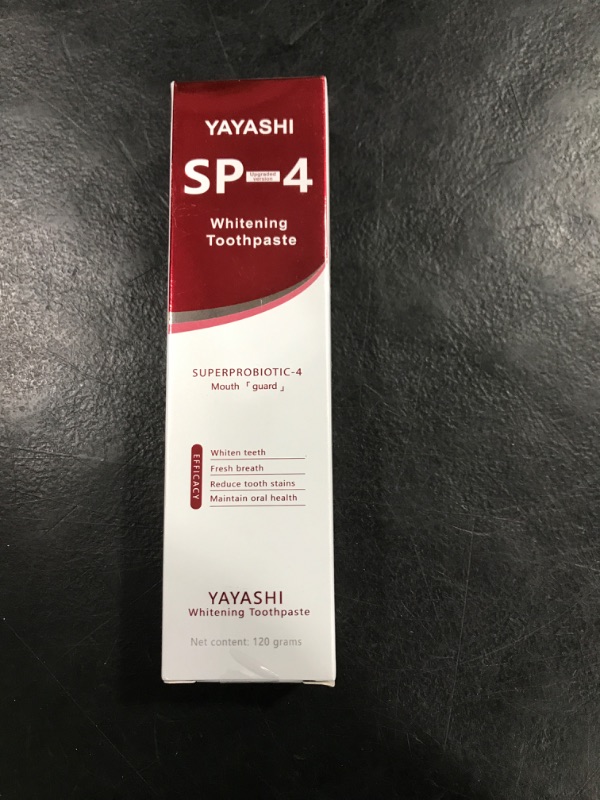 YAYASHI
SP-4
Upgraded
version
Whitening
Toothpaste
SUPERPROBIOTIC-4
Mouth「guard」
EFFICACY
Whiten teeth
Fresh breath
Reduce tooth stains
Maintain oral health
YAYASHI
Whitening Toothpaste
Net content: 120 grams